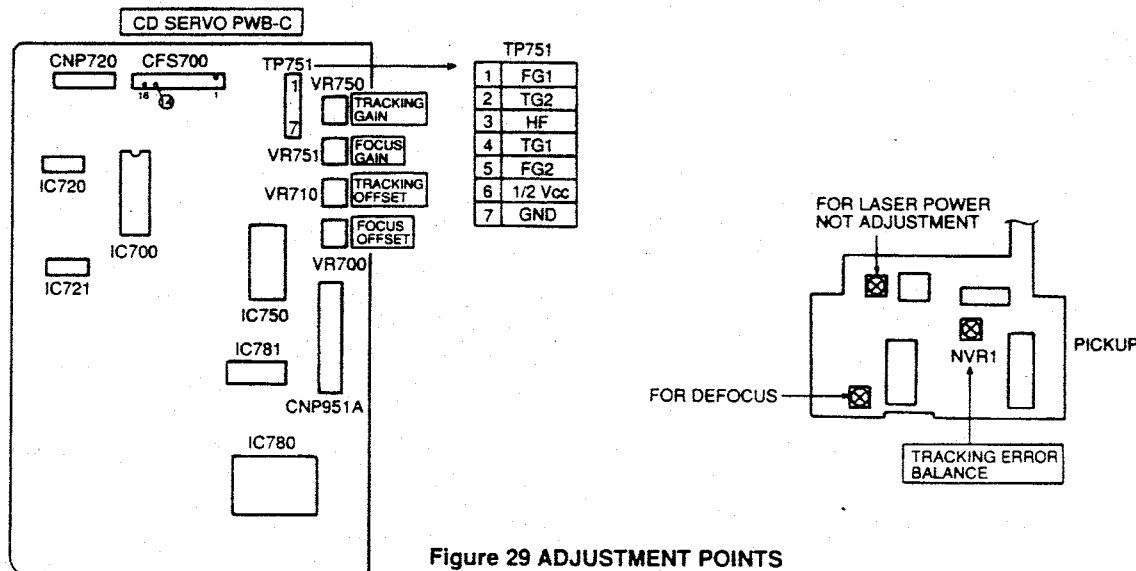 CD SERVO PWB-C
CNP720
CFS700
16
14
1
TP751
1
7
VR750
TRACKING
GAIN
VR751
FOCUS
GAIN
VR710
TRACKING
OFFSET
FOCUS
OFFSET
VR700
IC720
IC700
IC721
IC750
IC781
CNP951A
IC780
TP751
1 FG1
2 TG2
3 HF
4 TG1
5 FG2
6 1/2 Vcc
7 GND
FOR LASER POWER
NOT ADJUSTMENT
NVR1
PICKUP
FOR DEFOCUS
TRACKING ERROR
BALANCE
Figure 29 ADJUSTMENT POINTS